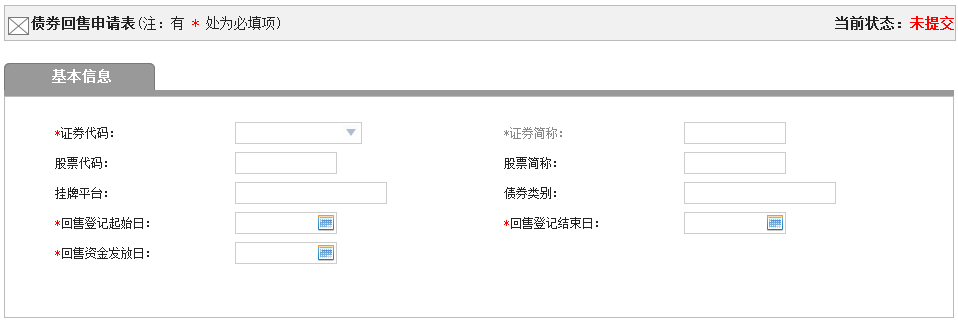 债券回售申请表(注：有 * 处为必填项) 当前状态：未提交
基本信息
*证券代码： *证券简称：
股票代码： 股票简称：
挂牌平台： 债券类别：
*回售登记起始日： *回售登记结束日：
*回售资金发放日：